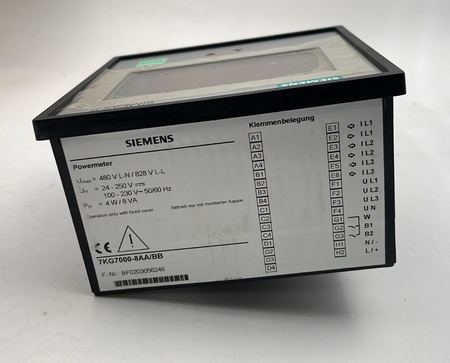 SIEMENS
SIEMENS
Powermeter
Umax= 480 V L-N / 828 V L-L
UH = 24 - 250 V
100 - 230 V~ 50/60 Hz
PH = 4 W / 8 VA
Operation only with fixed cover
Betrieb nur mit montierter Kappe
CE
7KG7000-8AA/BB
F.-Nr.: BF0203056246
Klemmenbelegung
A1
A2
A3
A4
B1
B2
B3
B4
C1
C2
C3
C4
D1
D2
D3
D4
E1 I L1
E2 I L1
E3 I L2
E4 I L2
E5 I L3
E6 I L3
F1 U L1
F2 U L2
F3 U L3
F4 U N
G1 W
G2 B1
G3 B2
H1 N / -
H2 L / +